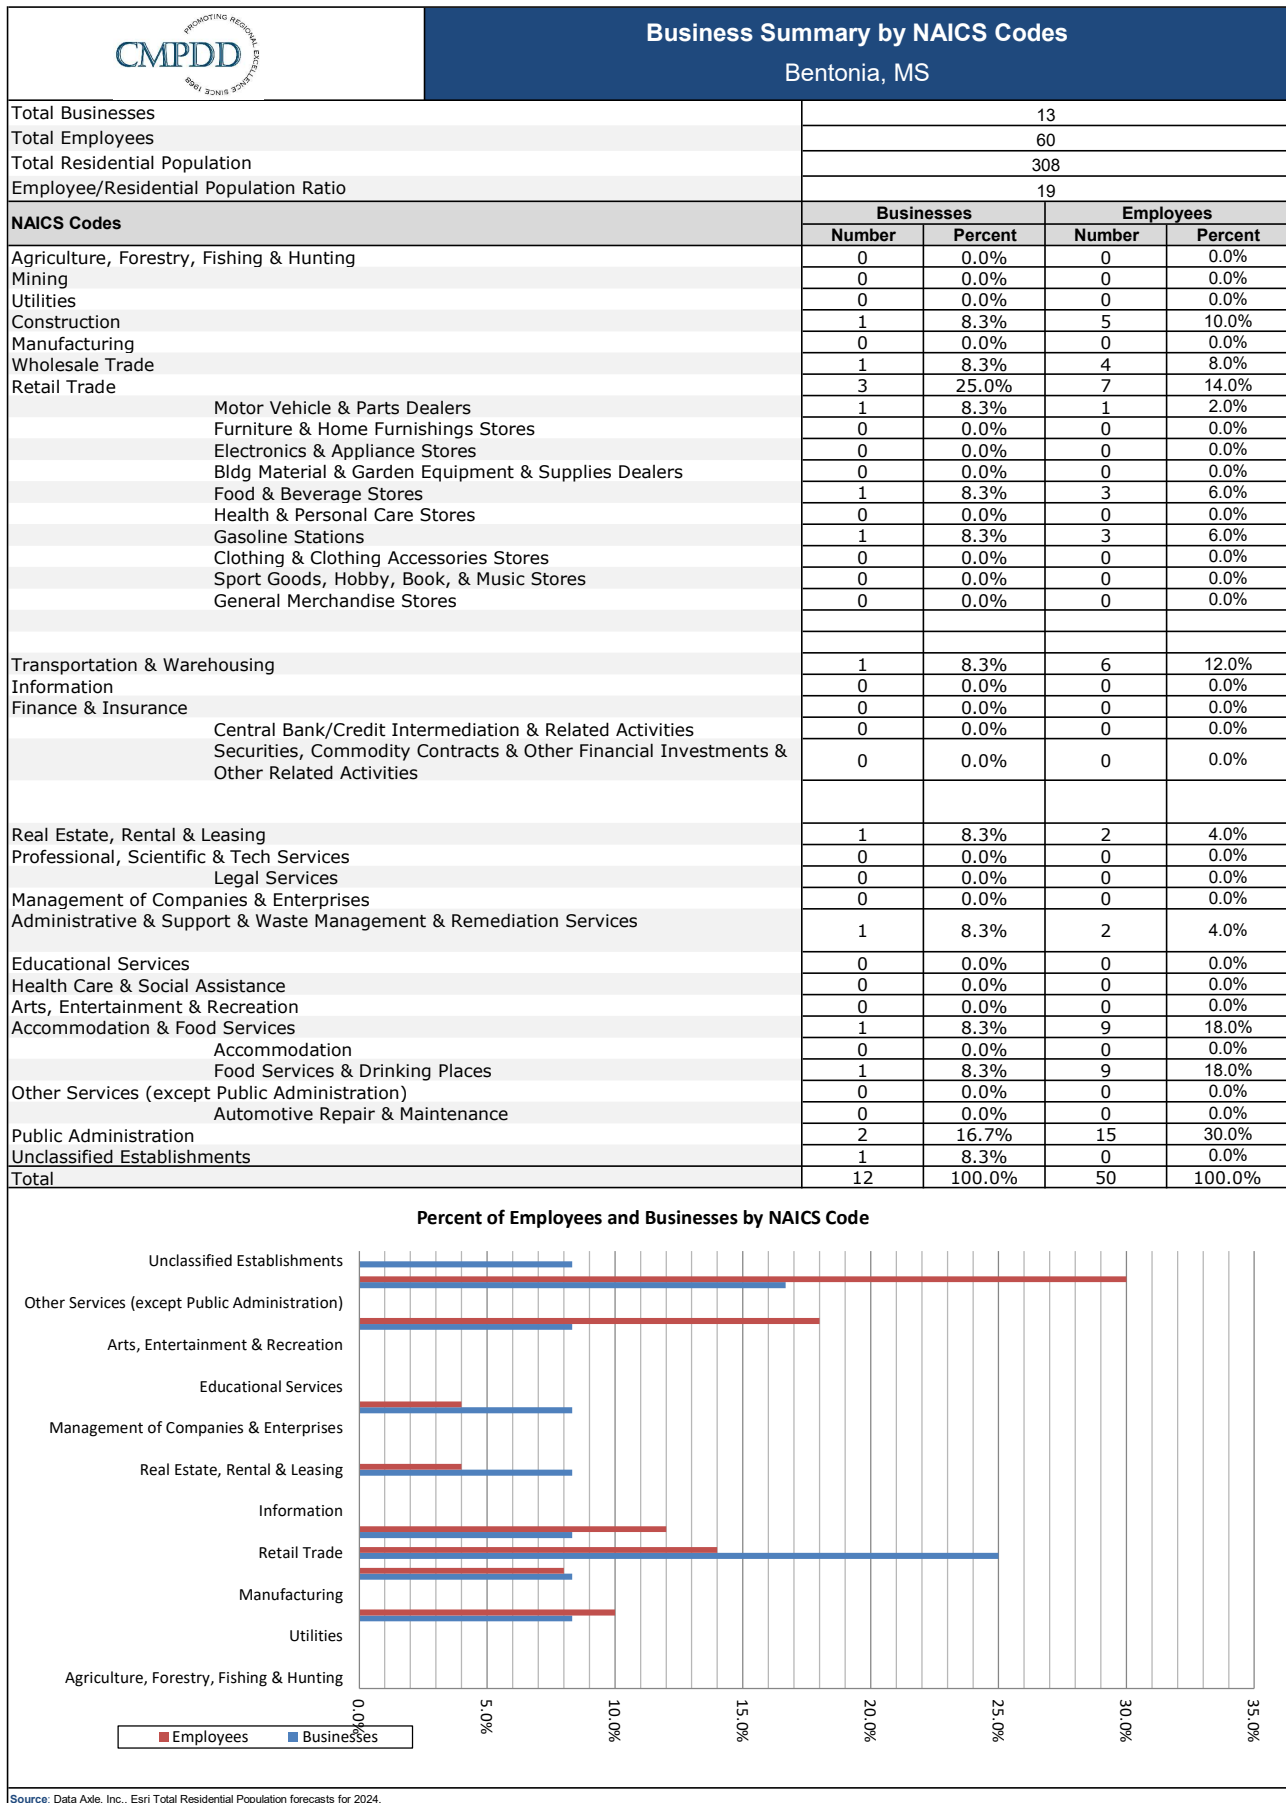 PROMOTING REGIONAL EXCELLENCE SINCE 1968
CMPDD
Business Summary by NAICS Codes
Bentonia, MS
Total Businesses 13
Total Employees 60
Total Residential Population 308
Employee/Residential Population Ratio 19
NAICS Codes Businesses Employees
Number Percent Number Percent
Agriculture, Forestry, Fishing & Hunting 0 0.0% 0 0.0%
Mining 0 0.0% 0 0.0%
Utilities 0 0.0% 0 0.0%
Construction 1 8.3% 5 10.0%
Manufacturing 0 0.0% 0 0.0%
Wholesale Trade 1 8.3% 4 8.0%
Retail Trade 3 25.0% 7 14.0%
Motor Vehicle & Parts Dealers 1 8.3% 1 2.0%
Furniture & Home Furnishings Stores 0 0.0% 0 0.0%
Electronics & Appliance Stores 0 0.0% 0 0.0%
Bldg Material & Garden Equipment & Supplies Dealers 0 0.0% 0 0.0%
Food & Beverage Stores 1 8.3% 3 6.0%
Health & Personal Care Stores 0 0.0% 0 0.0%
Gasoline Stations 1 8.3% 3 6.0%
Clothing & Clothing Accessories Stores 0 0.0% 0 0.0%
Sport Goods, Hobby, Book, & Music Stores 0 0.0% 0 0.0%
General Merchandise Stores 0 0.0% 0 0.0%
Transportation & Warehousing 1 8.3% 6 12.0%
Information 0 0.0% 0 0.0%
Finance & Insurance 0 0.0% 0 0.0%
Central Bank/Credit Intermediation & Related Activities 0 0.0% 0 0.0%
Securities, Commodity Contracts & Other Financial Investments &
Other Related Activities 0 0.0% 0 0.0%
Real Estate, Rental & Leasing 1 8.3% 2 4.0%
Professional, Scientific & Tech Services 0 0.0% 0 0.0%
Legal Services 0 0.0% 0 0.0%
Management of Companies & Enterprises 0 0.0% 0 0.0%
Administrative & Support & Waste Management & Remediation Services 1 8.3% 2 4.0%
Educational Services 0 0.0% 0 0.0%
Health Care & Social Assistance 0 0.0% 0 0.0%
Arts, Entertainment & Recreation 0 0.0% 0 0.0%
Accommodation & Food Services 1 8.3% 9 18.0%
Accommodation 0 0.0% 0 0.0%
Food Services & Drinking Places 1 8.3% 9 18.0%
Other Services (except Public Administration) 0 0.0% 0 0.0%
Automotive Repair & Maintenance 0 0.0% 0 0.0%
Public Administration 2 16.7% 15 30.0%
Unclassified Establishments 1 8.3% 0 0.0%
Total 12 100.0% 50 100.0%
Percent of Employees and Businesses by NAICS Code
Unclassified Establishments
Other Services (except Public Administration)
Arts, Entertainment & Recreation
Educational Services
Management of Companies & Enterprises
Real Estate, Rental & Leasing
Information
Retail Trade
Manufacturing
Utilities
Agriculture, Forestry, Fishing & Hunting
0.0% 5.0% 10.0% 15.0% 20.0% 25.0% 30.0% 35.0%
Employees Businesses
Source: Data Axle, Inc., Esri Total Residential Population forecasts for 2024.